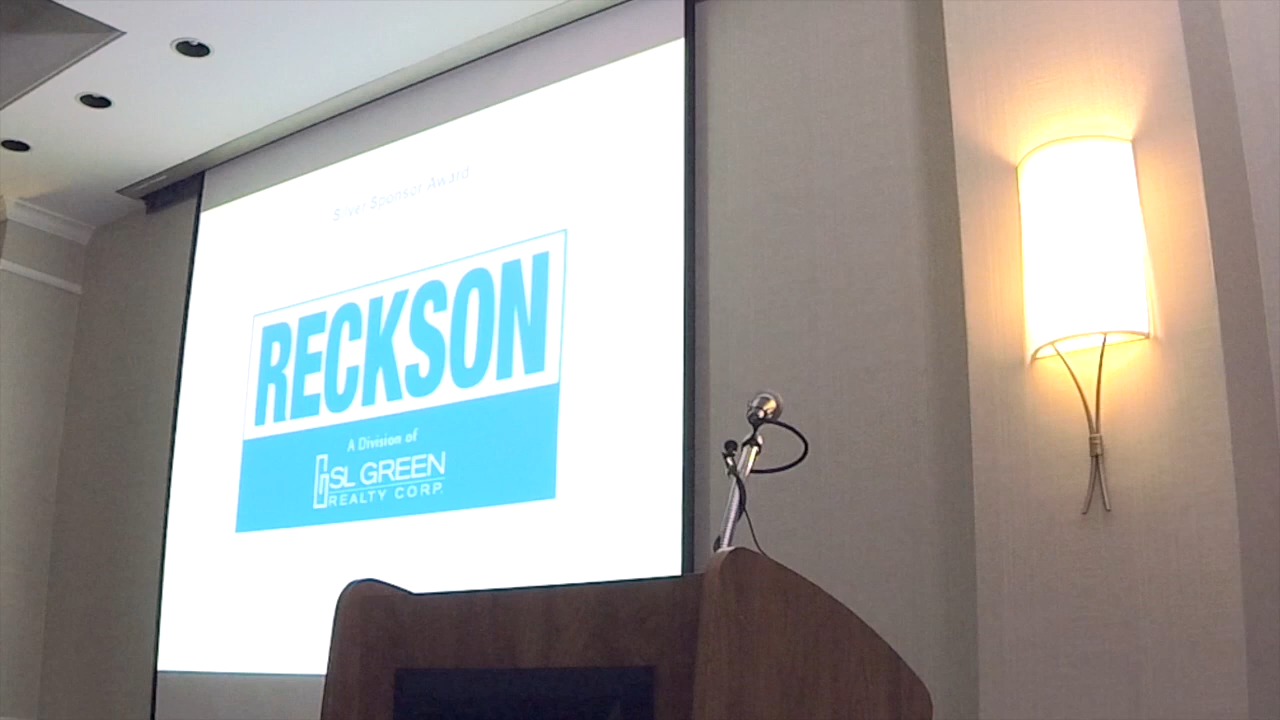 Silver Sponsor Award
RECKSON
A Division of
SL GREEN
REALTY CORP.